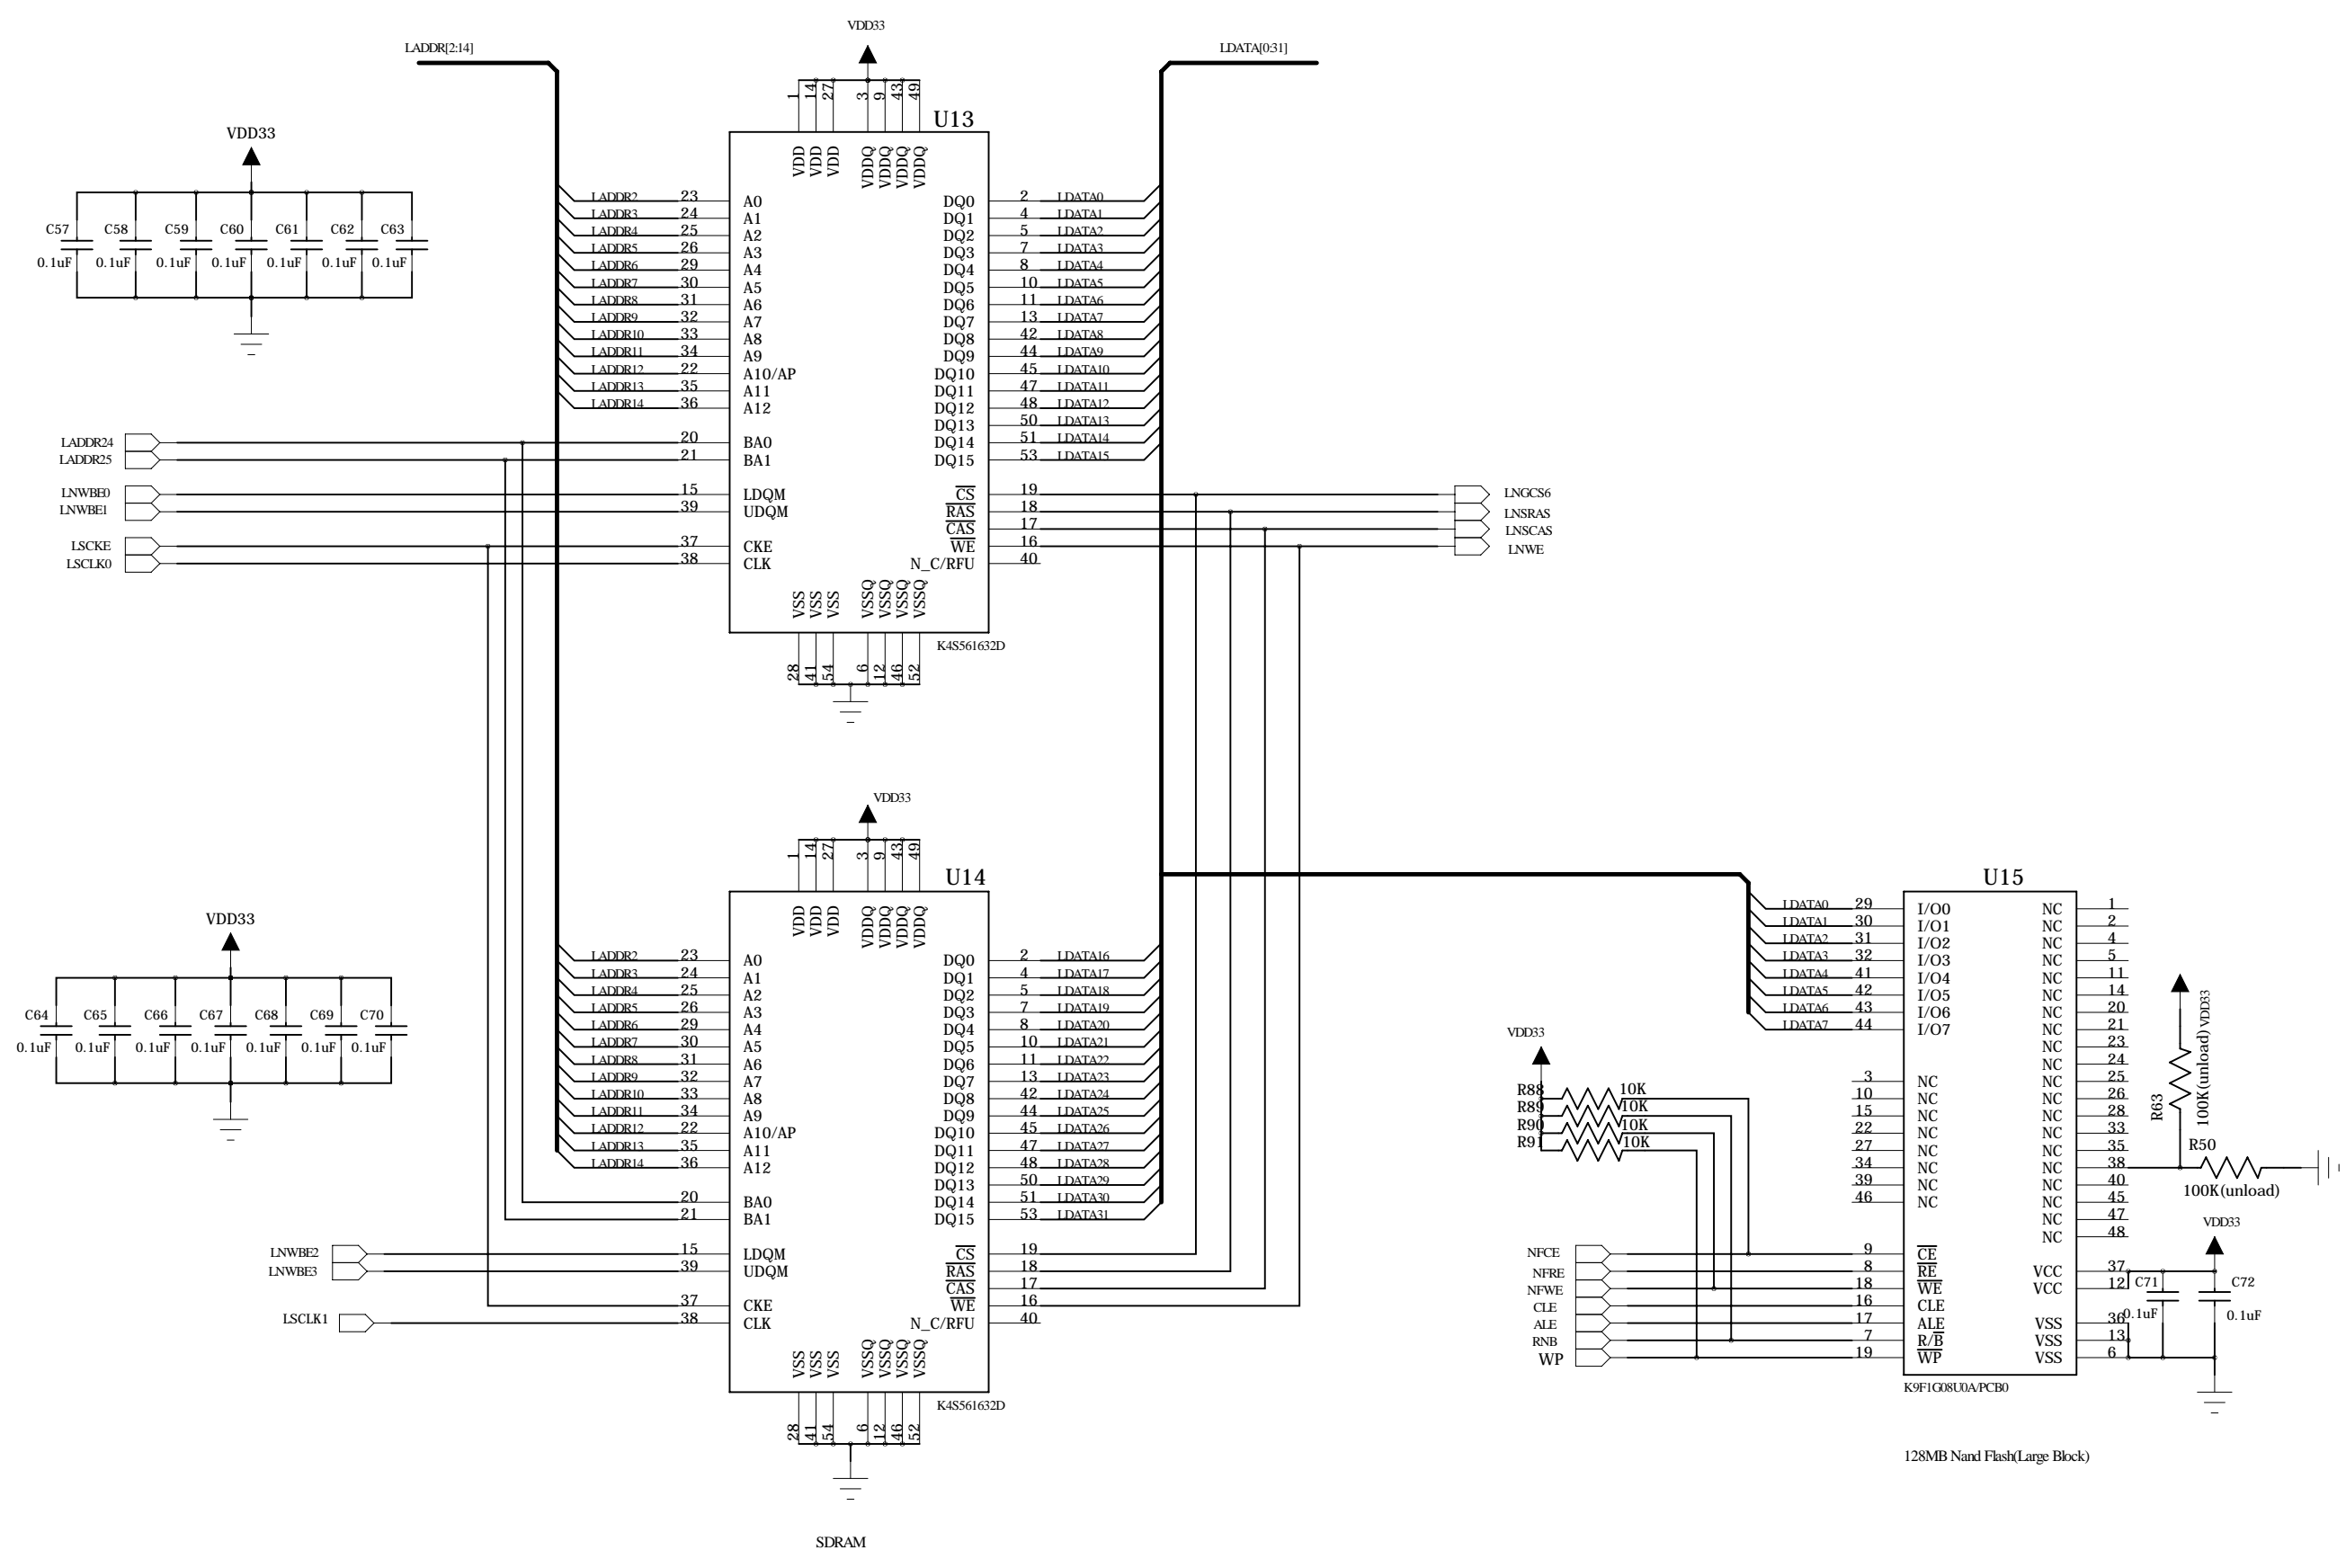 LADDR[2:14]
VDD33
LDATA[0:31]
1 14 27 3 9 43 49
U13
VDD VDD VDD VDDQ VDDQ VDDQ VDDQ
VDD33
C57 C58 C59 C60 C61 C62 C63
0.1uF 0.1uF 0.1uF 0.1uF 0.1uF 0.1uF 0.1uF
LADDR2 23 A0 DQ0 2 LDATA0
LADDR3 24 A1 DQ1 4 LDATA1
LADDR4 25 A2 DQ2 5 LDATA2
LADDR5 26 A3 DQ3 7 LDATA3
LADDR6 29 A4 DQ4 8 LDATA4
LADDR7 30 A5 DQ5 10 LDATA5
LADDR8 31 A6 DQ6 11 LDATA6
LADDR9 32 A7 DQ7 13 LDATA7
LADDR10 33 A8 DQ8 42 LDATA8
LADDR11 34 A9 DQ9 44 LDATA9
LADDR12 22 A10/AP DQ10 45 LDATA10
LADDR13 35 A11 DQ11 47 LDATA11
LADDR14 36 A12 DQ12 48 LDATA12
DQ13 50 LDATA13
LADDR24 20 BA0 DQ14 51 LDATA14
LADDR25 21 BA1 DQ15 53 LDATA15
LNWBE0 15 LDQM CS 19 LNGCS6
LNWBE1 39 UDQM RAS 18 LNSRAS
CAS 17 LNSCAS
LSCKE 37 CKE WE 16 LNWE
LSCLK0 38 CLK N_C/RFU 40
VSS VSS VSS VSSQ VSSQ VSSQ VSSQ
K4S561632D
28 41 54 6 12 46 52
VDD33
1 14 27 3 9 43 49
U14
VDD VDD VDD VDDQ VDDQ VDDQ VDDQ
VDD33
C64 C65 C66 C67 C68 C69 C70
0.1uF 0.1uF 0.1uF 0.1uF 0.1uF 0.1uF 0.1uF
LADDR2 23 A0 DQ0 2 LDATA16
LADDR3 24 A1 DQ1 4 LDATA17
LADDR4 25 A2 DQ2 5 LDATA18
LADDR5 26 A3 DQ3 7 LDATA19
LADDR6 29 A4 DQ4 8 LDATA20
LADDR7 30 A5 DQ5 10 LDATA21
LADDR8 31 A6 DQ6 11 LDATA22
LADDR9 32 A7 DQ7 13 LDATA23
LADDR10 33 A8 DQ8 42 LDATA24
LADDR11 34 A9 DQ9 44 LDATA25
LADDR12 22 A10/AP DQ10 45 LDATA26
LADDR13 35 A11 DQ11 47 LDATA27
LADDR14 36 A12 DQ12 48 LDATA28
DQ13 50 LDATA29
20 BA0 DQ14 51 LDATA30
21 BA1 DQ15 53 LDATA31
LNWBE2 15 LDQM CS 19
LNWBE3 39 UDQM RAS 18
CAS 17
37 CKE WE 16
LSCLK1 38 CLK N_C/RFU 40
VSS VSS VSS VSSQ VSSQ VSSQ VSSQ
K4S561632D
28 41 54 6 12 46 52
SDRAM
U15
LDATA0 29 I/O0 NC 1
LDATA1 30 I/O1 NC 2
LDATA2 31 I/O2 NC 4
LDATA3 32 I/O3 NC 5
LDATA4 41 I/O4 NC 11
LDATA5 42 I/O5 NC 14
LDATA6 43 I/O6 NC 20
LDATA7 44 I/O7 NC 21
NC 23
NC 24
3 NC NC 25
10 NC NC 26
15 NC NC 28
22 NC NC 33
27 NC NC 35
34 NC NC 38
39 NC NC 40
46 NC NC 45
NC 47
NC 48
VDD33
R88 10K
R89 10K
R90 10K
R91 10K
VDD33
R63 100K(unload)
R50
100K(unload)
VDD33
NFCE 9 CE
NFRE 8 RE VCC 37
NFWE 18 WE VCC 12
CLE 16 CLE
ALE 17 ALE VSS 36
RNB 7 R/B VSS 13
WP 19 WP VSS 6
C71 C72
0.1uF 0.1uF
K9F1G08U0A/PCB0
128MB Nand Flash(Large Block)